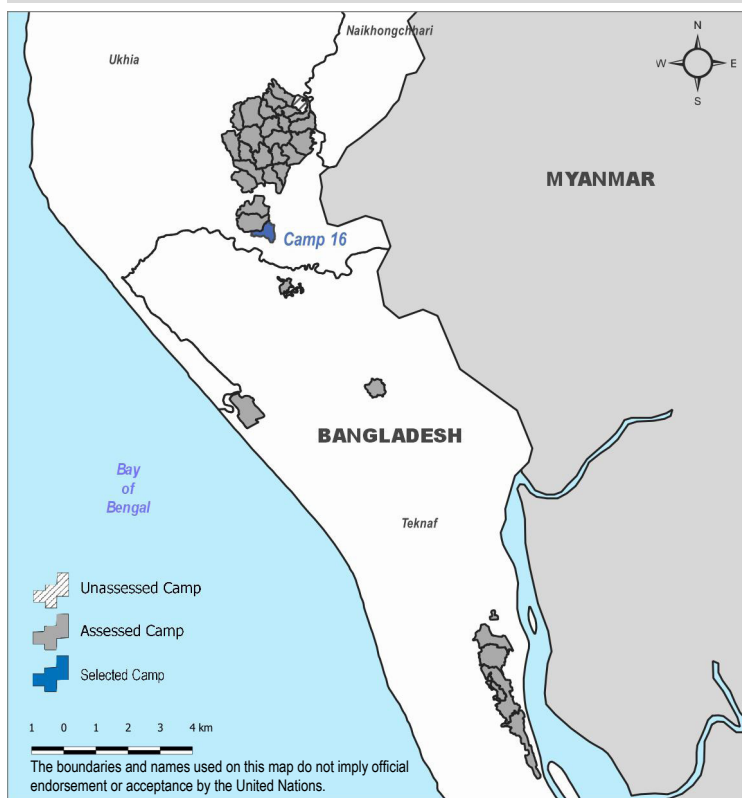 Naikhongchhari
Ukhia
N
W
E
S
MYANMAR
Camp 16
BANGLADESH
Bay
of
Bengal
Teknaf
Unassessed Camp
Assessed Camp
Selected Camp
1 0 1 2 3 4 km
The boundaries and names used on this map do not imply official
endorsement or acceptance by the United Nations.